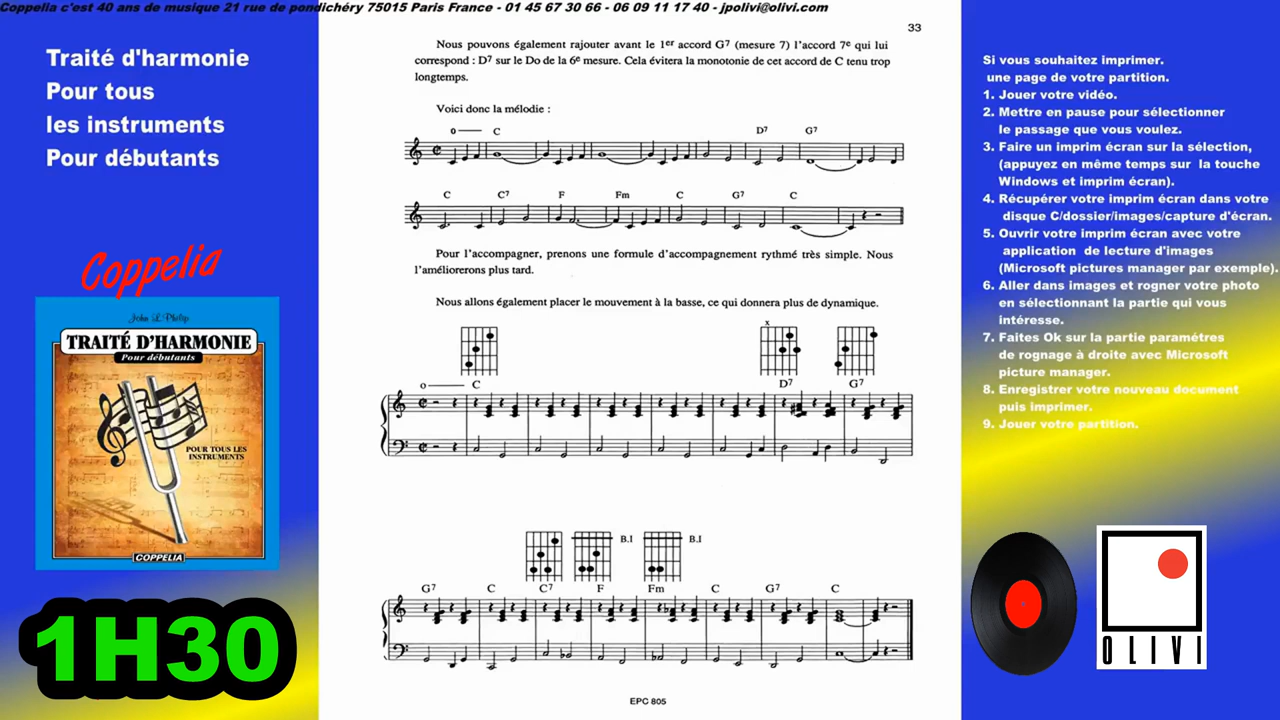 Coppelia c'est 40 ans de musique 21 rue de pondichéry 75015 Paris France - 01 45 67 30 66 - 06 09 11 17 40 - jpolivi@olivi.com
Traité d'harmonie
Pour tous
les instruments
Pour débutants
Coppelia
John L. Philip
TRAITÉ D'HARMONIE
Pour débutants
POUR TOUS LES
INSTRUMENTS
COPPELIA
1H30
33
Nous pouvons également rajouter avant le 1er accord G7 (mesure 7) l'accord 7e qui lui
correspond : D7 sur le Do de la 6e mesure. Cela évitera la monotonie de cet accord de C tenu trop
longtemps.
Voici donc la mélodie :
o C D7 G7
C C7 F Fm C G7 C
Pour l'accompagner, prenons une formule d'accompagnement rythmé très simple. Nous
l'améliorerons plus tard.
Nous allons également placer le mouvement à la basse, ce qui donnera plus de dynamique.
x
o C D7 G7
B.I B.I
G7 C C7 F Fm C G7 C
EPC 805
Si vous souhaitez imprimer.
une page de votre partition.
1. Jouer votre vidéo.
2. Mettre en pause pour sélectionner
le passage que vous voulez.
3. Faire un imprim écran sur la sélection,
(appuyez en même temps sur la touche
Windows et imprim écran).
4. Récupérer votre imprim écran dans votre
disque C/dossier/images/capture d'écran.
5. Ouvrir votre imprim écran avec votre
application de lecture d'images
(Microsoft pictures manager par exemple).
6. Aller dans images et rogner votre photo
en sélectionnant la partie qui vous
intéresse.
7. Faites Ok sur la partie paramétres
de rognage à droite avec Microsoft
picture manager.
8. Enregistrer votre nouveau document
puis imprimer.
9. Jouer votre partition.
OLIVI